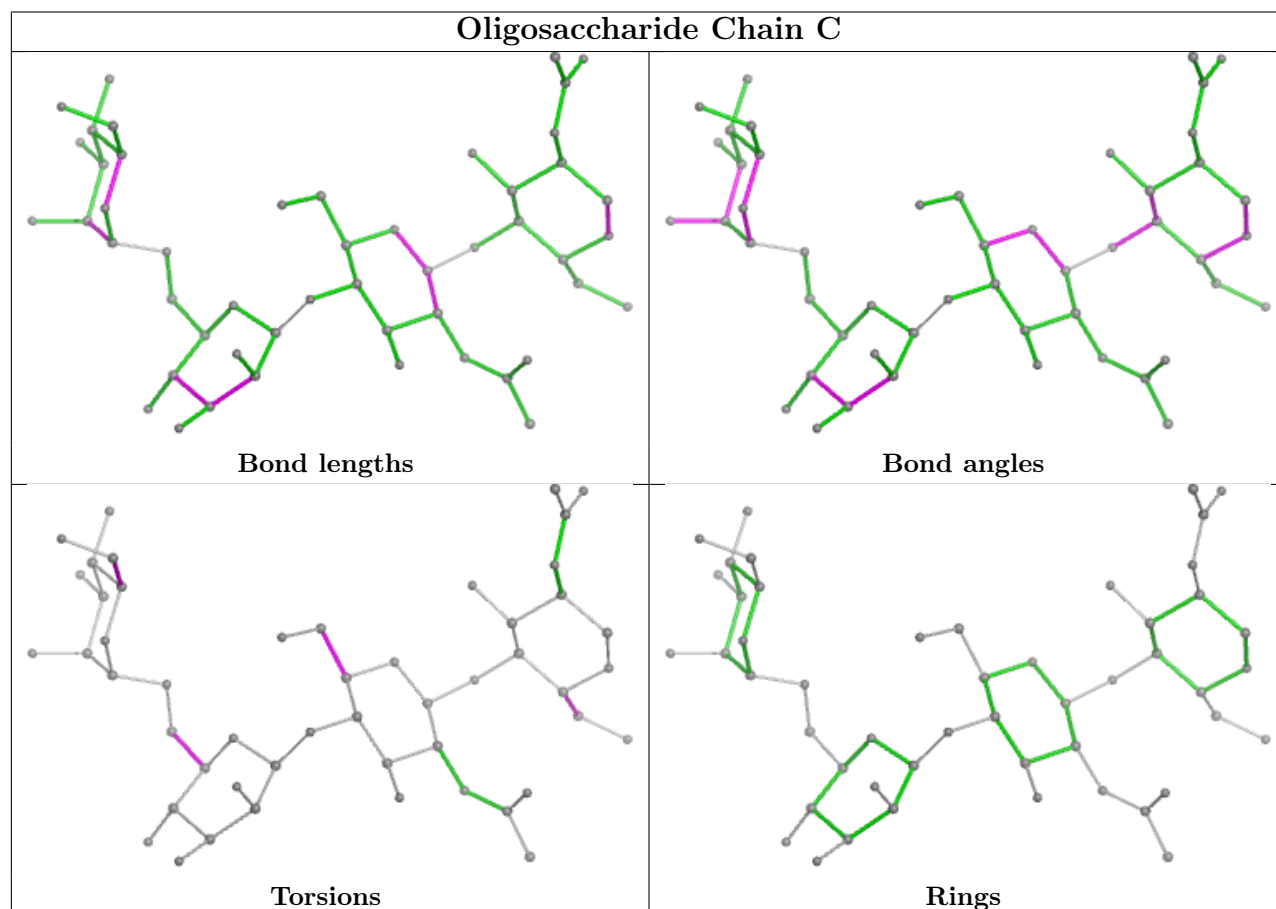 Oligosaccharide Chain C
Bond lengths
Bond angles
Torsions
Rings